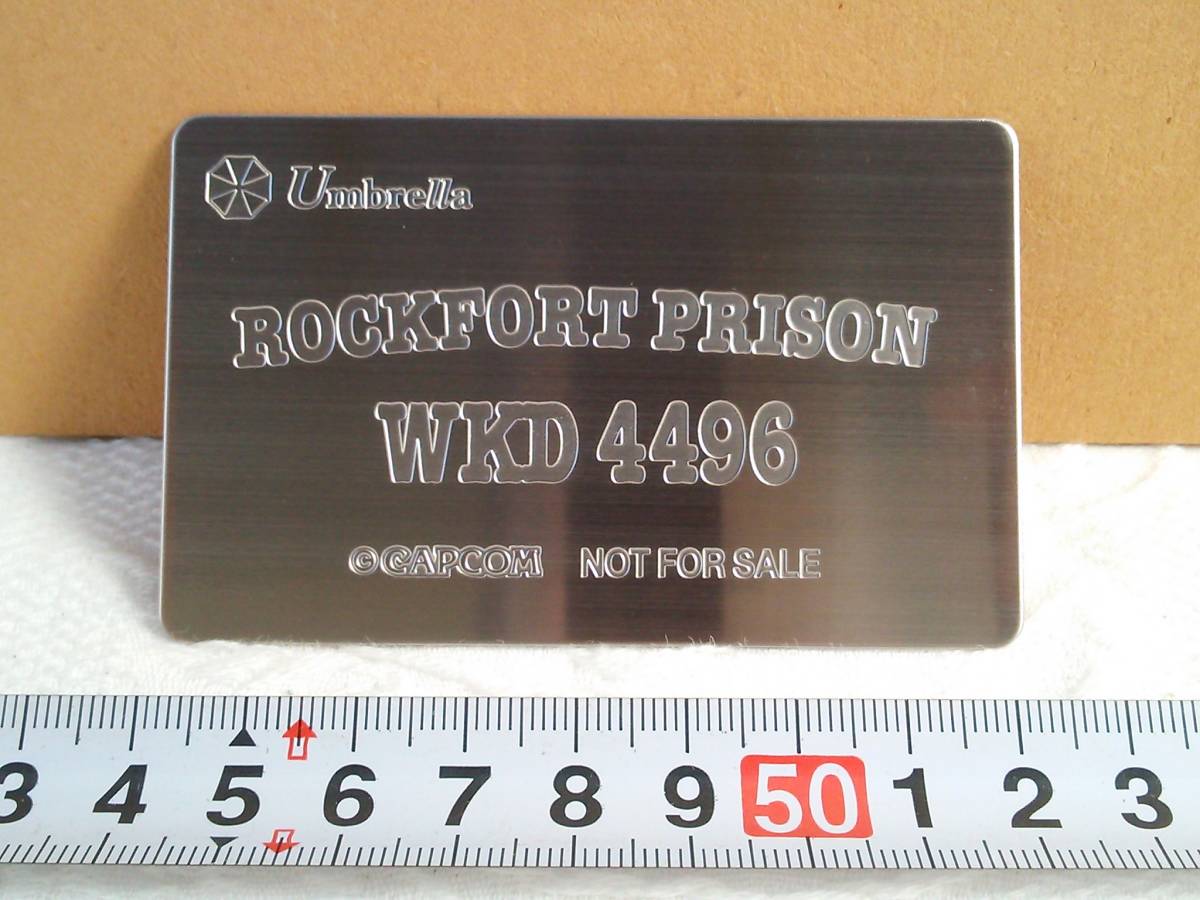 Umbrella
ROCKFORT PRISON
WKD 4496
©CAPCOM NOT FOR SALE
3 4 5 6 7 8 9 50 1 2 3